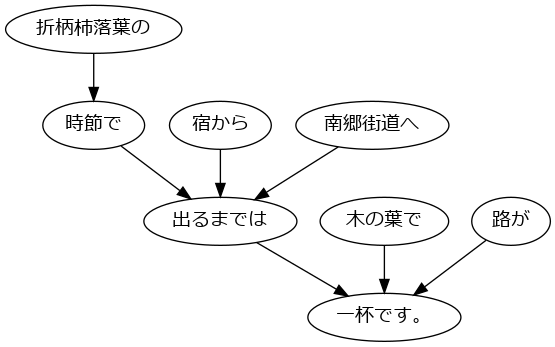 折柄柿落葉の
時節で
宿から
南郷街道へ
出るまでは
木の葉で
路が
一杯です。